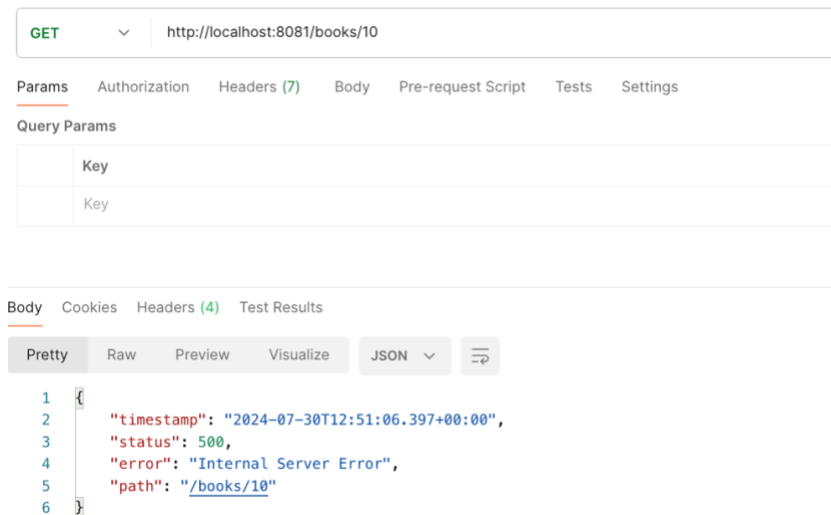 GET http://localhost:8081/books/10
Params Authorization Headers (7) Body Pre-request Script Tests Settings
Query Params
Key
Key
Body Cookies Headers (4) Test Results
Pretty Raw Preview Visualize JSON
1 {
2 "timestamp": "2024-07-30T12:51:06.397+00:00",
3 "status": 500,
4 "error": "Internal Server Error",
5 "path": "/books/10"
6 }